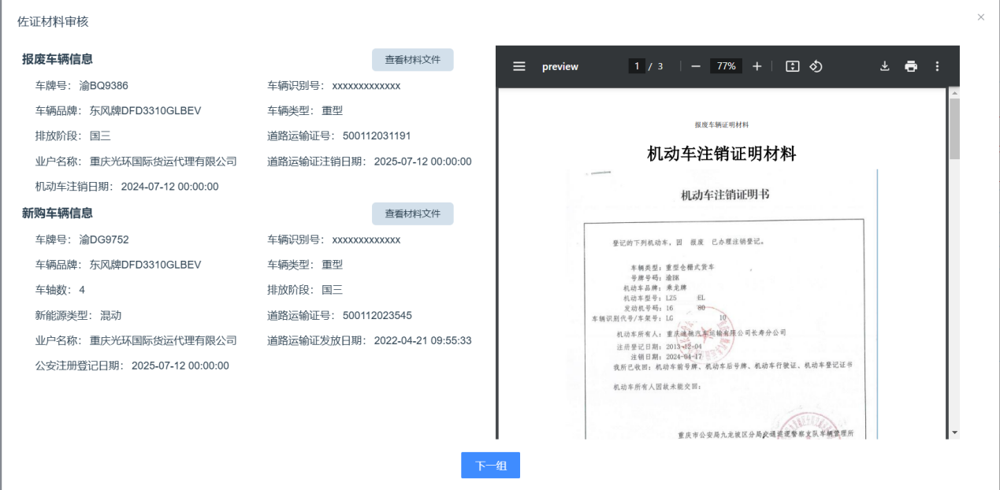 佐证材料审核
×
报废车辆信息 查看材料文件
车牌号： 渝BQ9386 车辆识别号： xxxxxxxxxxxxx
车辆品牌： 东风牌DFD3310GLBEV 车辆类型： 重型
排放阶段： 国三 道路运输证号： 500112031191
业户名称： 重庆光环国际货运代理有限公司 道路运输证注销日期： 2025-07-12 00:00:00
机动车注销日期： 2024-07-12 00:00:00
新购车辆信息 查看材料文件
车牌号： 渝DG9752 车辆识别号： xxxxxxxxxxxxx
车辆品牌： 东风牌DFD3310GLBEV 车辆类型： 重型
车轴数： 4 排放阶段： 国三
新能源类型： 混动 道路运输证号： 500112023545
业户名称： 重庆光环国际货运代理有限公司 道路运输证发放日期： 2022-04-21 09:55:33
公安注册登记日期： 2025-07-12 00:00:00
preview 1 / 3 77%
报废车辆证明材料
机动车注销证明材料
机动车注销证明书
登记的下列机动车，因 报废 已办理注销登记。
车辆类型：重型仓栅式货车
号牌号码：渝BK
机动车品牌：乘龙牌
机动车型号：LZ5 EL
发动机号码：16 80
车辆识别代号/车架号：LG 10
机动车所有人：重庆迪驰汽车运输有限公司长寿分公司
注册登记日期：2013-12-04
注销日期：2024-04-17
我所已收回：机动车前号牌、机动车后号牌、机动车行驶证、机动车登记证书
机动车所有人因故未能交回：
重庆市公安局九龙坡区分局交通巡逻警察支队车辆管理所
下一组